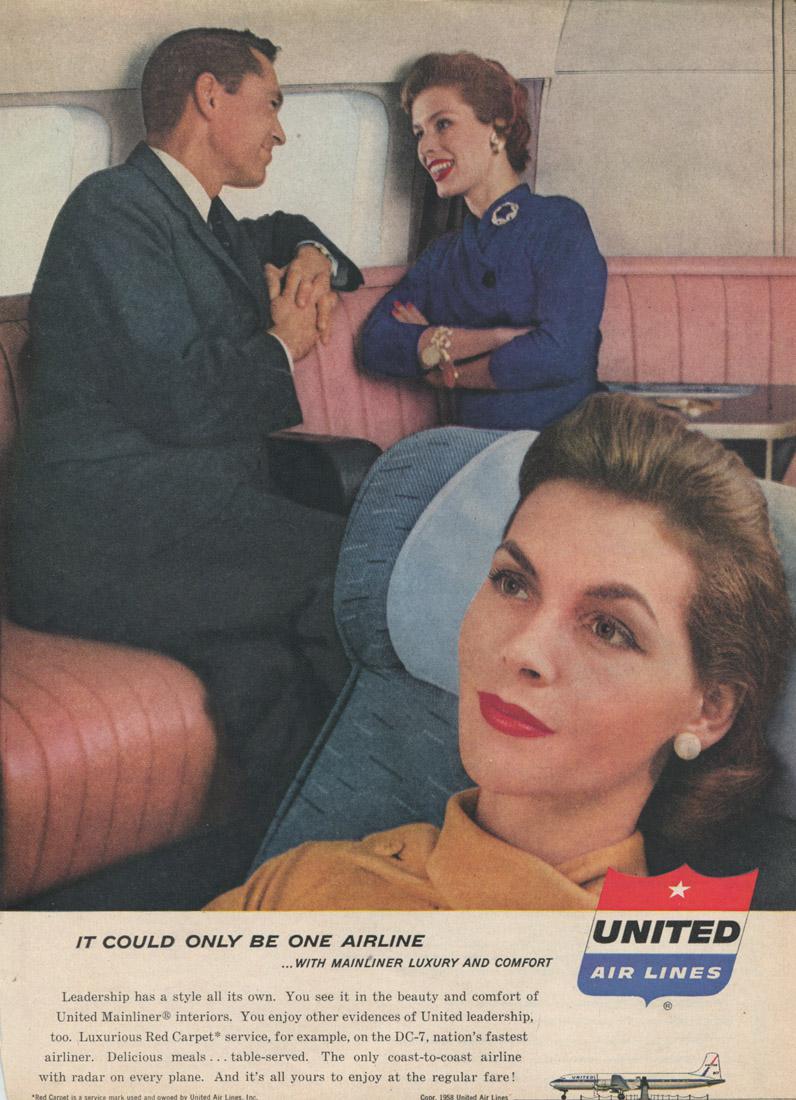 IT COULD ONLY BE ONE AIRLINE
...WITH MAINLINER LUXURY AND COMFORT
Leadership has a style all its own. You see it in the beauty and comfort of
United Mainliner® interiors. You enjoy other evidences of United leadership,
too. Luxurious Red Carpet* service, for example, on the DC-7, nation's fastest
airliner. Delicious meals . . . table-served. The only coast-to-coast airline
with radar on every plane. And it's all yours to enjoy at the regular fare!
*Red Carpet is a service mark used and owned by United Air Lines, Inc.
Copr. 1958 United Air Lines
UNITED
AIR LINES
®
UNITED